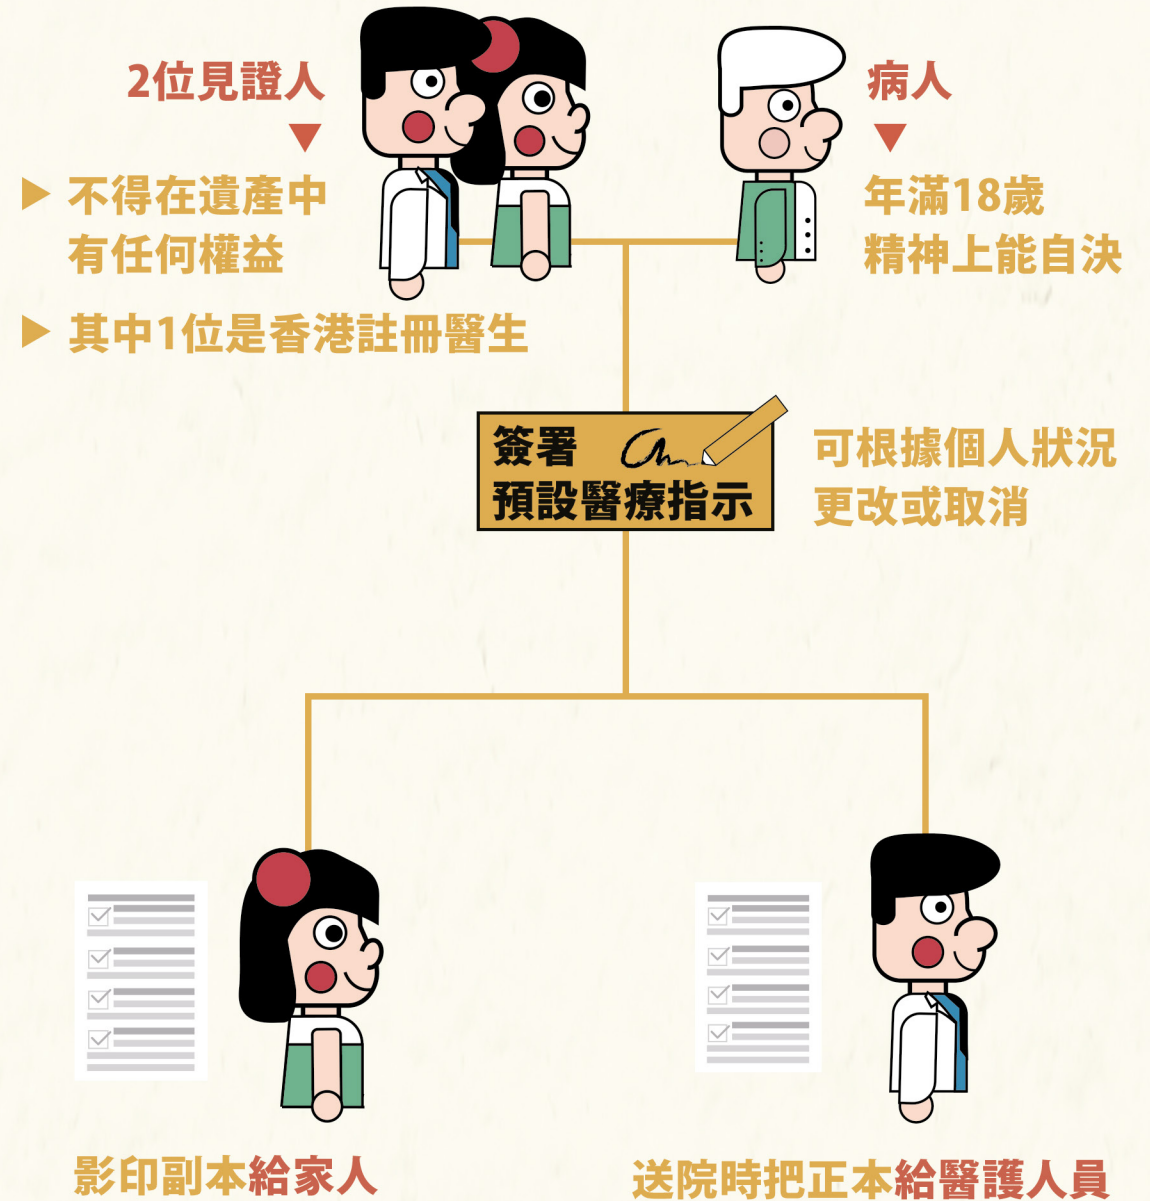 2位見證人
不得在遺產中
有任何權益
其中1位是香港註冊醫生
病人
年滿18歲
精神上能自決
簽署
預設醫療指示
可根據個人狀況
更改或取消
影印副本給家人
送院時把正本給醫護人員